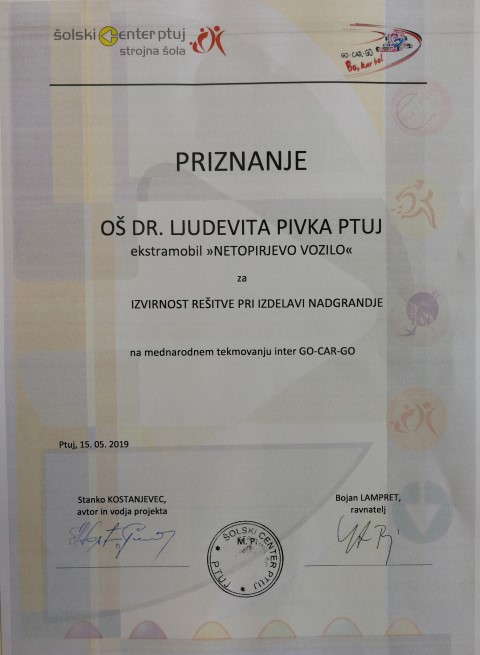 šolski center ptuj
strojna šola
GO-CAR-GO
Bo, kar bo!
PRIZNANJE
OŠ DR. LJUDEVITA PIVKA PTUJ
ekstramobil »NETOPIRJEVO VOZILO«
za
IZVIRNOST REŠITVE PRI IZDELAVI NADGRANDJE
na mednarodnem tekmovanju inter GO-CAR-GO
Ptuj, 15. 05. 2019
Stanko KOSTANJEVEC,
avtor in vodja projekta
Bojan LAMPRET,
ravnatelj
ŠOLSKI CENTER PTUJ
M.P.
PTUJ